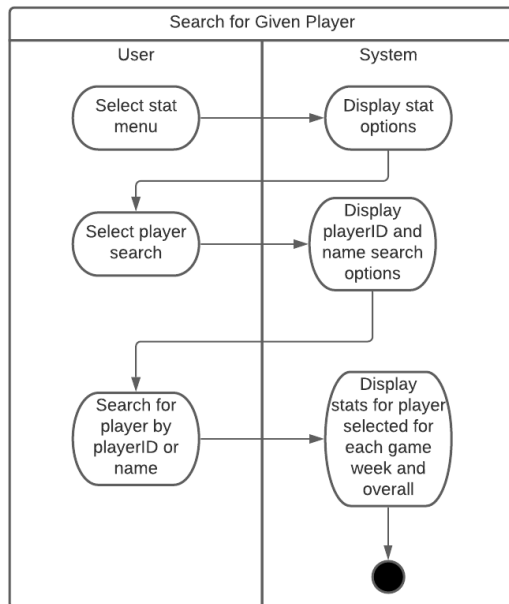 Search for Given Player
User
System
Select stat
menu
Display stat
options
Select player
search
Display
playerID and
name search
options
Search for
player by
playerID or
name
Display
stats for player
selected for
each game
week and
overall